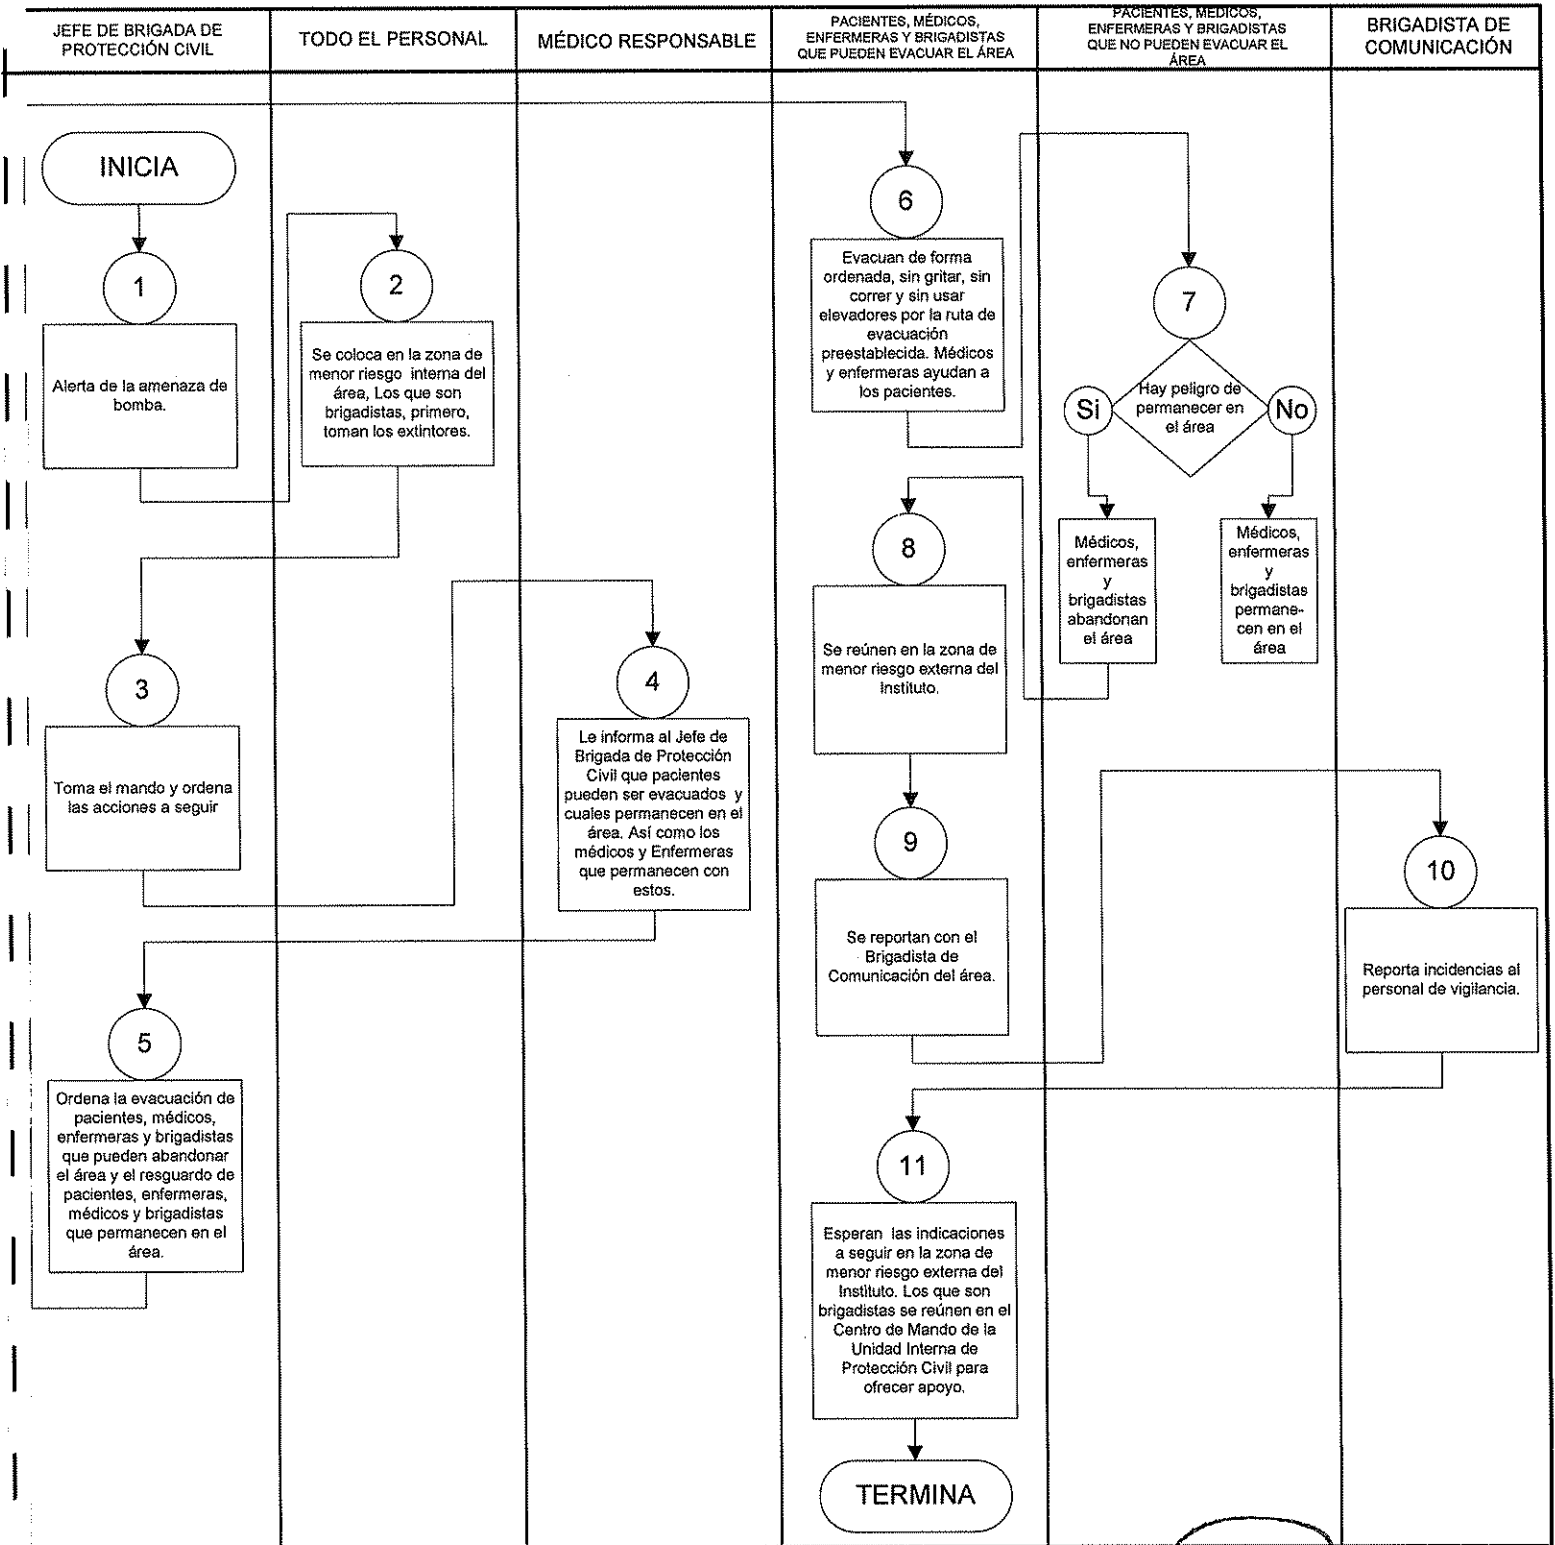 JEFE DE BRIGADA DE
PROTECCIÓN CIVIL
TODO EL PERSONAL
MÉDICO RESPONSABLE
PACIENTES, MÉDICOS,
ENFERMERAS Y BRIGADISTAS
QUE PUEDEN EVACUAR EL ÁREA
PACIENTES, MÉDICOS,
ENFERMERAS Y BRIGADISTAS
QUE NO PUEDEN EVACUAR EL
ÁREA
BRIGADISTA DE
COMUNICACIÓN
INICIA
1
Alerta de la amenaza de
bomba.
2
Se coloca en la zona de
menor riesgo interna del
área, Los que son
brigadistas, primero,
toman los extintores.
3
Toma el mando y ordena
las acciones a seguir
4
Le informa al Jefe de
Brigada de Protección
Civil que pacientes
pueden ser evacuados y
cuales permanecen en el
área. Así como los
médicos y Enfermeras
que permanecen con
estos.
5
Ordena la evacuación de
pacientes, médicos,
enfermeras y brigadistas
que pueden abandonar
el área y el resguardo de
pacientes, enfermeras,
médicos y brigadistas
que permanecen en el
área.
6
Evacuan de forma
ordenada, sin gritar, sin
correr y sin usar
elevadores por la ruta de
evacuación
preestablecida. Médicos
y enfermeras ayudan a
los pacientes.
7
Hay peligro de
permanecer en
el área
Si
No
Médicos,
enfermeras
y
brigadistas
abandonan
el área
Médicos,
enfermeras
y
brigadistas
permane-
cen en el
área
8
Se reúnen en la zona de
menor riesgo externa del
Instituto.
9
Se reportan con el
Brigadista de
Comunicación del área.
10
Reporta incidencias al
personal de vigilancia.
11
Esperan las indicaciones
a seguir en la zona de
menor riesgo externa del
Instituto. Los que son
brigadistas se reúnen en el
Centro de Mando de la
Unidad Interna de
Protección Civil para
ofrecer apoyo.
TERMINA